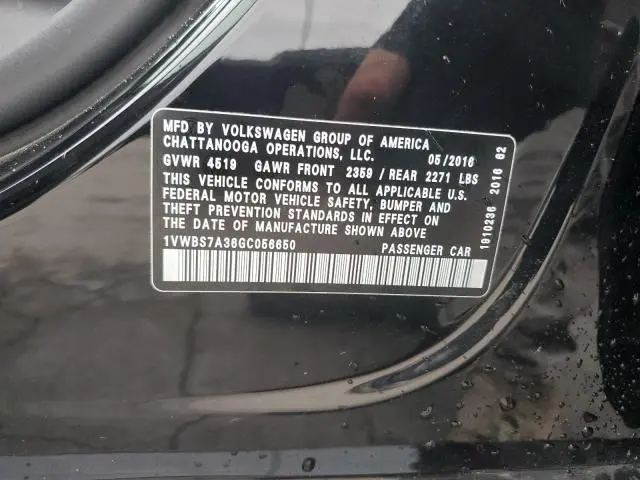 MFD BY VOLKSWAGEN GROUP OF AMERICA
CHATTANOOGA OPERATIONS, LLC. 05/2016
GVWR 4519 GAWR FRONT 2359 / REAR 2271 LBS
THIS VEHICLE CONFORMS TO ALL APPLICABLE U.S.
FEDERAL MOTOR VEHICLE SAFETY, BUMPER AND
THEFT PREVENTION STANDARDS IN EFFECT ON
THE DATE OF MANUFACTURE SHOWN ABOVE
1VWBS7A36GC056650 PASSENGER CAR
1910236 2016 62